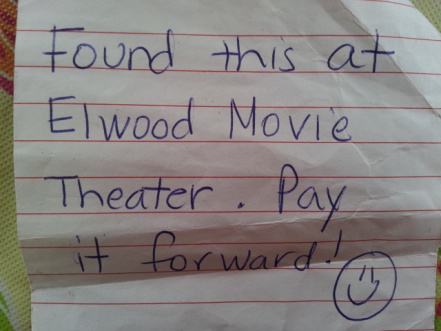 Found this at
Elwood Movie
Theater. Pay
it forward!